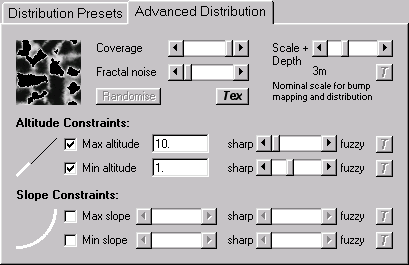 Distribution Presets Advanced Distribution
Coverage Scale +
Depth
Fractal noise 3m T
Randomise Tex Nominal scale for bump
mapping and distribution
Altitude Constraints:
Max altitude 10. sharp fuzzy T
Min altitude 1. sharp fuzzy T
Slope Constraints:
Max slope sharp fuzzy T
Min slope sharp fuzzy T